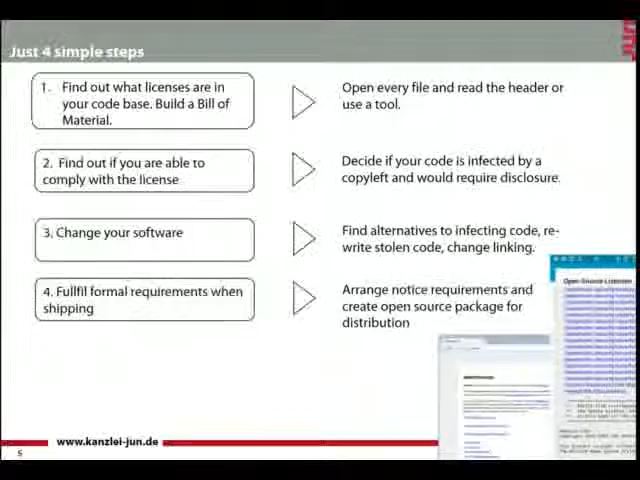 Just 4 simple steps
1. Find out what licenses are in
your code base. Build a Bill of
Material.
Open every file and read the header or
use a tool.
2. Find out if you are able to
comply with the license
Decide if your code is infected by a
copyleft and would require disclosure.
3. Change your software
Find alternatives to infecting code, re-
write stolen code, change linking.
4. Fullfil formal requirements when
shipping
Arrange notice requirements and
create open source package for
distribution
www.kanzlei-jun.de
5